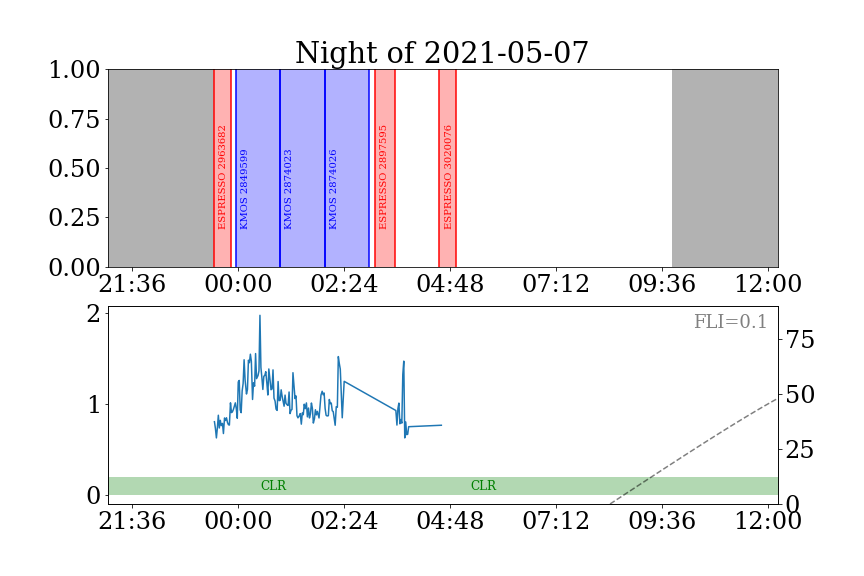 Night of 2021-05-07
1.00
0.75
0.50
0.25
0.00
ESPRESSO 2963682
KMOS 2849599
KMOS 2874023
KMOS 2874026
ESPRESSO 2897595
ESPRESSO 3020076
21:36 00:00 02:24 04:48 07:12 09:36 12:00
FLI=0.1
2
1
0
75
50
25
0
CLR CLR
21:36 00:00 02:24 04:48 07:12 09:36 12:00